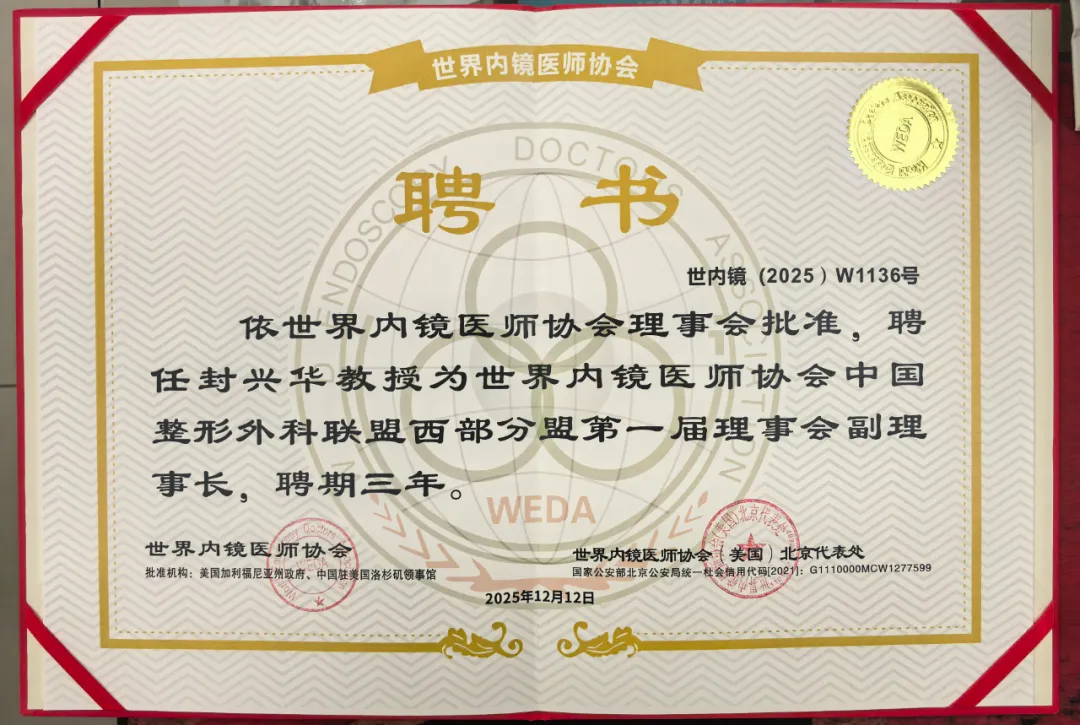 世界内镜医师协会
WEDA
DOCTORS
ENDOSCOPY
ASSOCIATION
聘 书
世内镜（2025）W1136号
依世界内镜医师协会理事会批准，聘
任封兴华教授为世界内镜医师协会中国
整形外科联盟西部分盟第一届理事会副理
事长，聘期三年。
WEDA
世界内镜医师协会
批准机构：美国加利福尼亚州政府、中国驻美国洛杉矶领事馆
世界内镜医师协会（美国）北京代表处
国家公安部北京公安局统一社会信用代码[2021]：G1110000MCW1277599
2025年12月12日